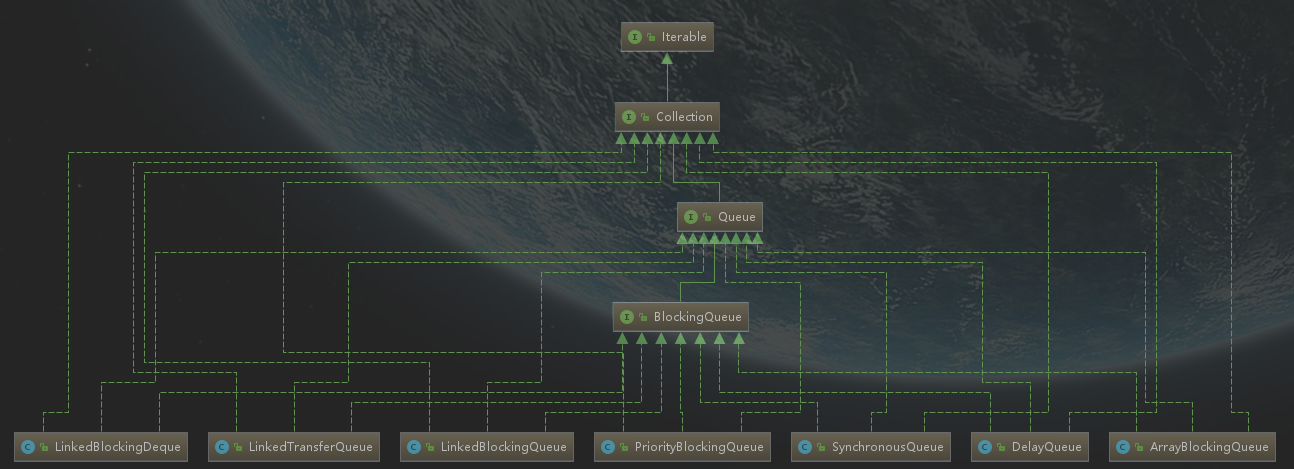 I Iterable
I Collection
I Queue
I BlockingQueue
C LinkedBlockingDeque C LinkedTransferQueue C LinkedBlockingQueue C PriorityBlockingQueue C SynchronousQueue C DelayQueue C ArrayBlockingQueue